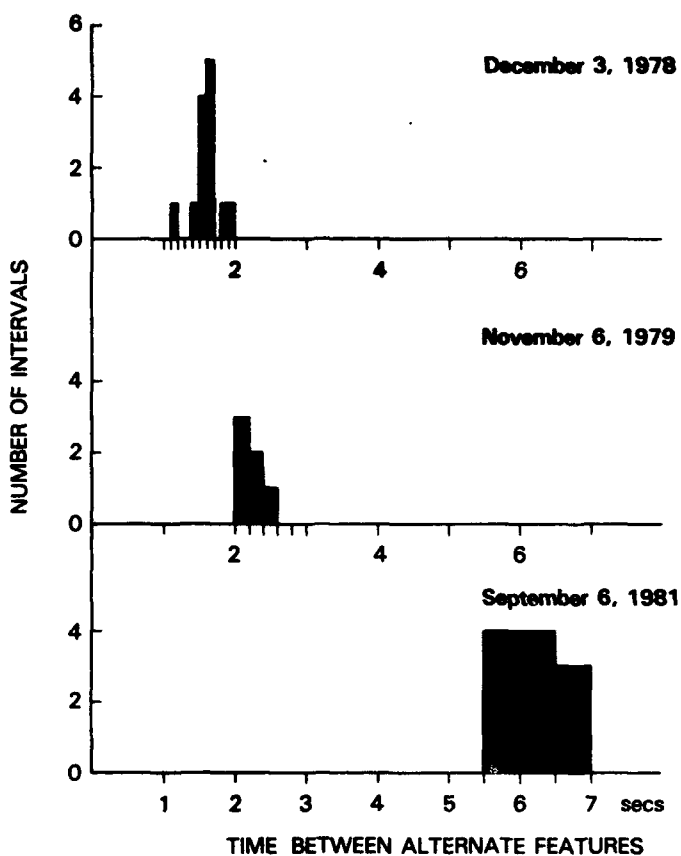 6
4
2
0
December 3, 1978
2 4 6
NUMBER OF INTERVALS
November 6, 1979
4
2
0
2 4 6
September 6, 1981
4
2
0
1 2 3 4 5 6 7 secs
TIME BETWEEN ALTERNATE FEATURES